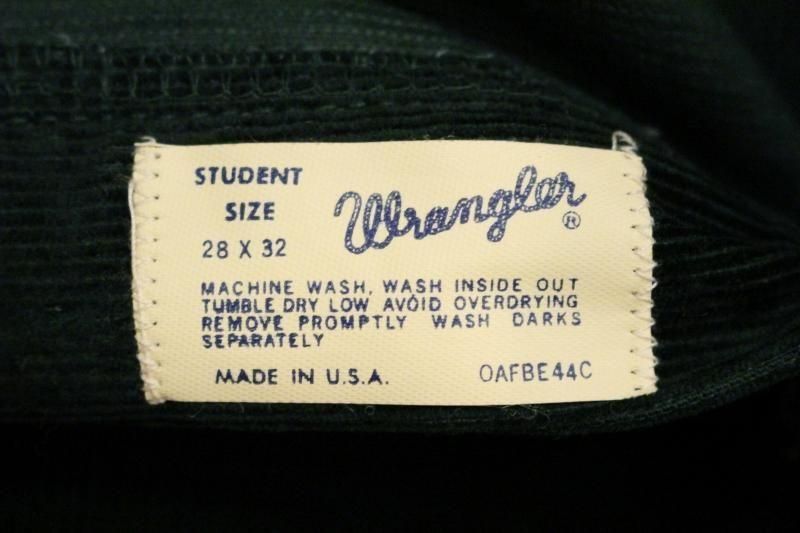 STUDENT
SIZE
28 X 32
Wrangler®
MACHINE WASH, WASH INSIDE OUT
TUMBLE DRY LOW AVOID OVERDRYING
REMOVE PROMPTLY WASH DARKS
SEPARATELY
MADE IN U.S.A. OAFBE44C